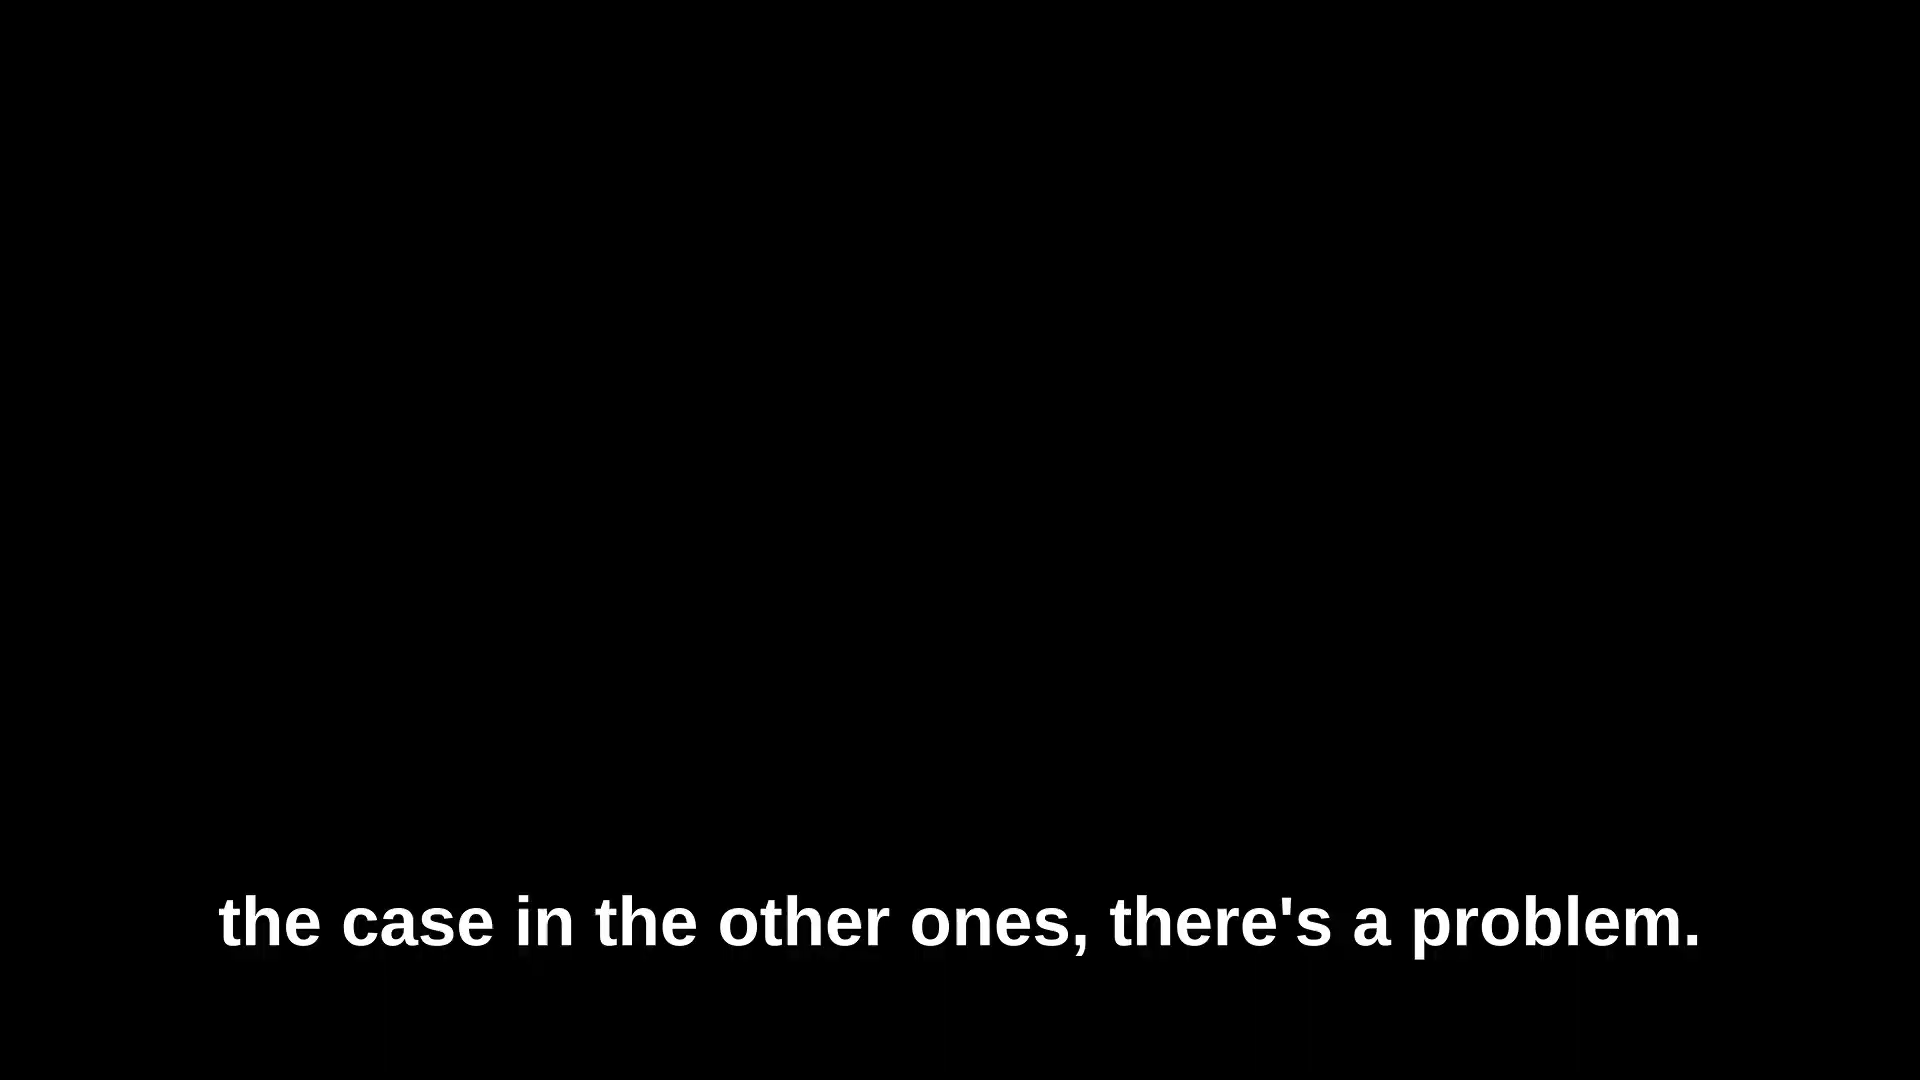 the case in the other ones, there's a problem.